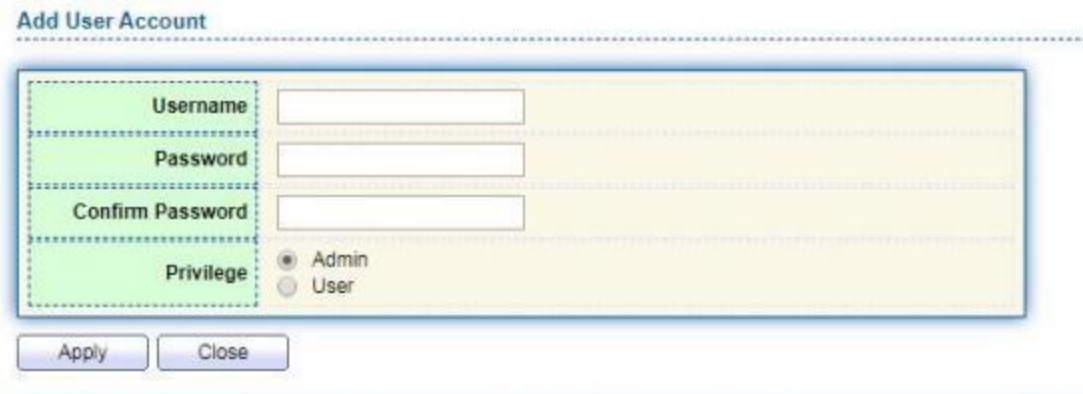 Add User Account
Username
Password
Confirm Password
Privilege
Admin
User
Apply
Close